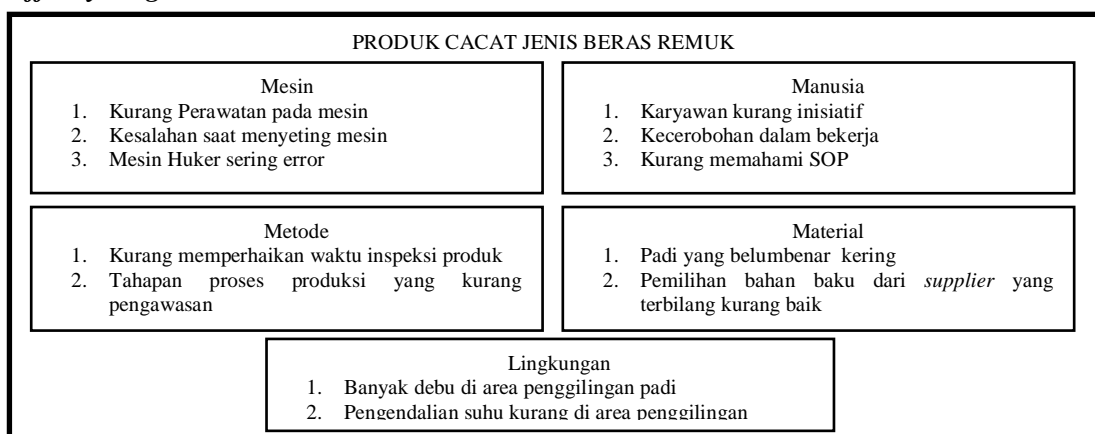 PRODUK CACAT JENIS BERAS REMUK
Mesin
1. Kurang Perawatan pada mesin
2. Kesalahan saat menyeting mesin
3. Mesin Huker sering error
Manusia
1. Karyawan kurang inisiatif
2. Kecerobohan dalam bekerja
3. Kurang memahami SOP
Metode
1. Kurang memperhaikan waktu inspeksi produk
2. Tahapan proses produksi yang kurang
pengawasan
Material
1. Padi yang belumbenar kering
2. Pemilihan bahan baku dari supplier yang
terbilang kurang baik
Lingkungan
1. Banyak debu di area penggilingan padi
2. Pengendalian suhu kurang di area penggilingan